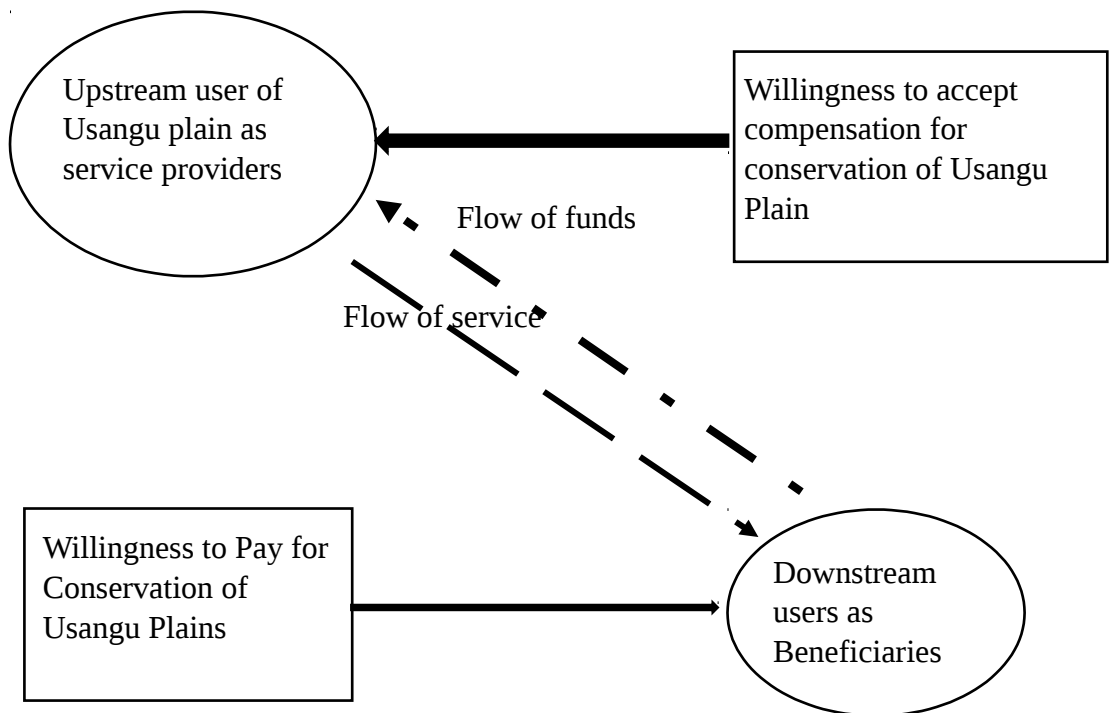 Upstream user of
Usangu plain as
service providers
Willingness to accept
compensation for
conservation of Usangu
Plain
Flow of funds
Flow of service
Willingness to Pay for
Conservation of
Usangu Plains
Downstream
users as
Beneficiaries